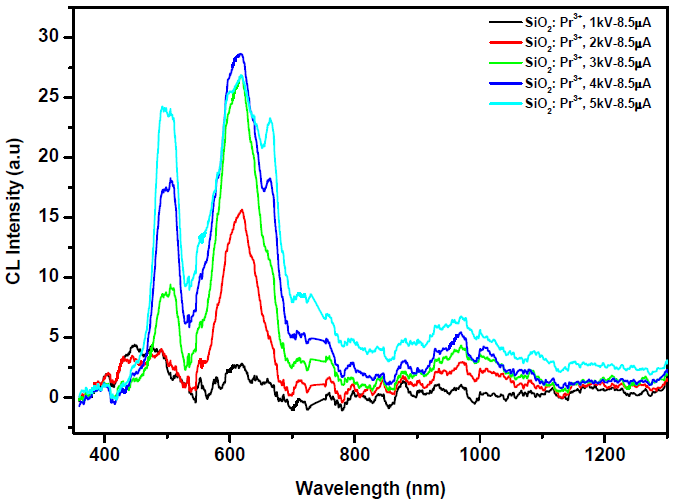 SiO₂: Pr³⁺, 1kV-8.5µA
SiO₂: Pr³⁺, 2kV-8.5µA
SiO₂: Pr³⁺, 3kV-8.5µA
SiO₂: Pr³⁺, 4kV-8.5µA
SiO₂: Pr³⁺, 5kV-8.5µA
CL Intensity (a.u)
30
25
20
15
10
5
0
400 600 800 1000 1200
Wavelength (nm)